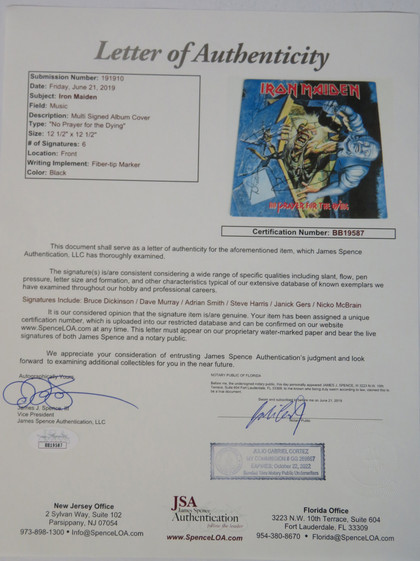 Letter of Authenticity
Submission Number: 191910
Date: Friday, June 21, 2019
Subject: Iron Maiden
Field: Music
Description: Multi Signed Album Cover
Type: "No Prayer for the Dying"
Size: 12 1/2" x 12 1/2"
# of Signatures: 6
Location: Front
Writing Implement: Fiber-tip Marker
Color: Black
IRON MAIDEN
NO PRAYER FOR THE DYING
Certification Number: BB19587
This document shall serve as a letter of authenticity for the aforementioned item, which James Spence
Authentication, LLC has thoroughly examined.
The signature(s) is/are consistent considering a wide range of specific qualities including slant, flow, pen
pressure, letter size and formation, and other characteristics typical of our extensive database of known exemplars we
have examined throughout our hobby and professional careers.
Signatures Include: Bruce Dickinson / Dave Murray / Adrian Smith / Steve Harris / Janick Gers / Nicko McBrain
It is our considered opinion that the signature item is/are genuine. Your item has been assigned a unique
certification number, which is uploaded into our restricted database and can be confirmed on our website
www.SpenceLOA.com at any time. This letter must appear on our proprietary water-marked paper and bear the live
signatures of both James Spence and a notary public.
We appreciate your consideration of entrusting James Spence Authentication's judgment and look
forward to examining additional collectibles for you in the near future.
Autographically Yours,
James J. Spence, III
Vice President
James Spence Authentication, LLC
NOTARY PUBLIC OF FLORIDA
BB19587
JULIO GABRIEL CORTEZ
New Jersey Office
2 Sylvan Way, Suite 102
Parsippany, NJ 07054
973-898-1300 • Info@SpenceLOA.com
JSA
James Spence
Authentication
www.SpenceLOA.com
Florida Office
3223 N.W. 10th Terrace, Suite 604
Fort Lauderdale, FL 33309
954-380-8670 • Florida@SpenceLOA.com